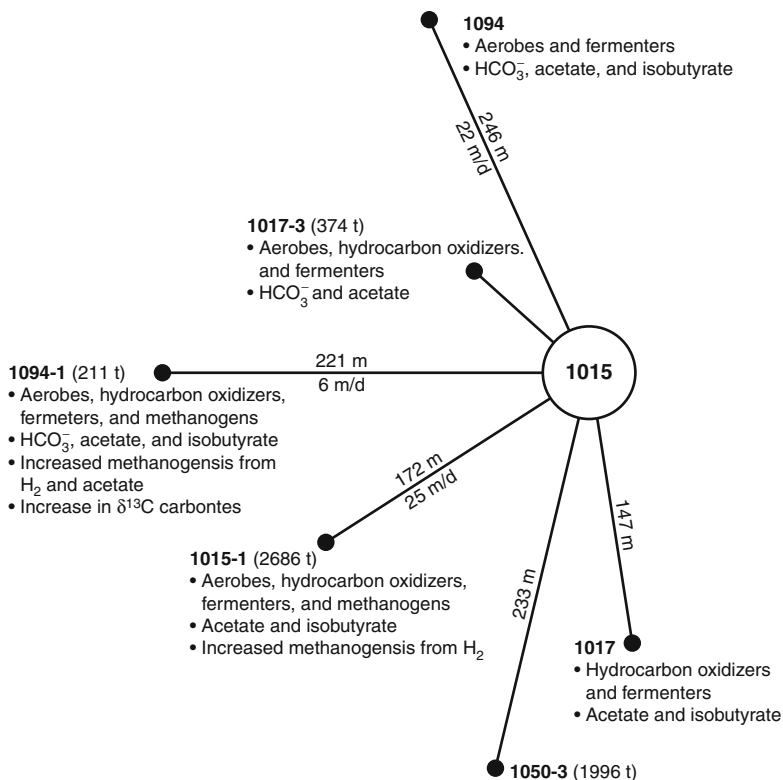 1094
• Aerobes and fermenters
• HCO₃⁻, acetate, and isobutyrate
246 m
22 m/d
1017-3 (374 t)
• Aerobes, hydrocarbon oxidizers.
and fermenters
• HCO₃⁻ and acetate
1015
221 m
6 m/d
1094-1 (211 t)
• Aerobes, hydrocarbon oxidizers,
fermeters, and methanogens
• HCO₃⁻, acetate, and isobutyrate
• Increased methanogensis from
H₂ and acetate
• Increase in δ¹³C carbontes
172 m
25 m/d
1015-1 (2686 t)
• Aerobes, hydrocarbon oxidizers,
fermenters, and methanogens
• Acetate and isobutyrate
• Increased methanogensis from H₂
233 m
147 m
1017
• Hydrocarbon oxidizers
and fermenters
• Acetate and isobutyrate
1050-3 (1996 t)